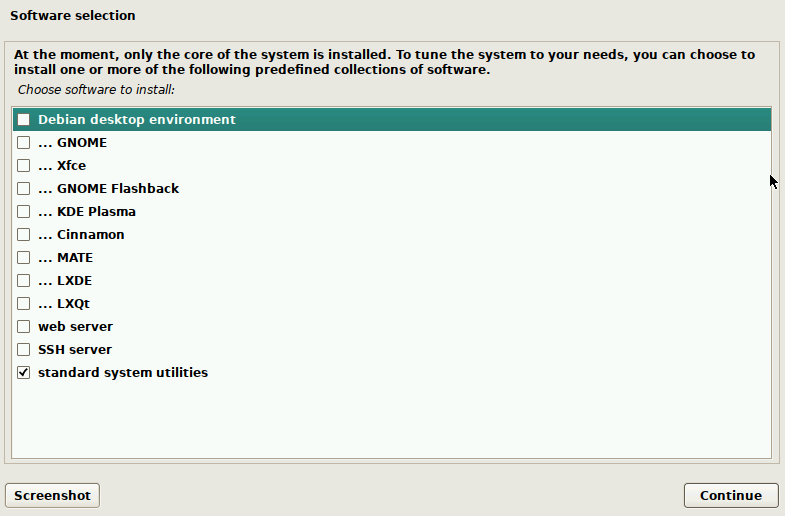 Software selection
At the moment, only the core of the system is installed. To tune the system to your needs, you can choose to
install one or more of the following predefined collections of software.
Choose software to install:
Debian desktop environment
... GNOME
... Xfce
... GNOME Flashback
... KDE Plasma
... Cinnamon
... MATE
... LXDE
... LXQt
web server
SSH server
standard system utilities
Screenshot
Continue